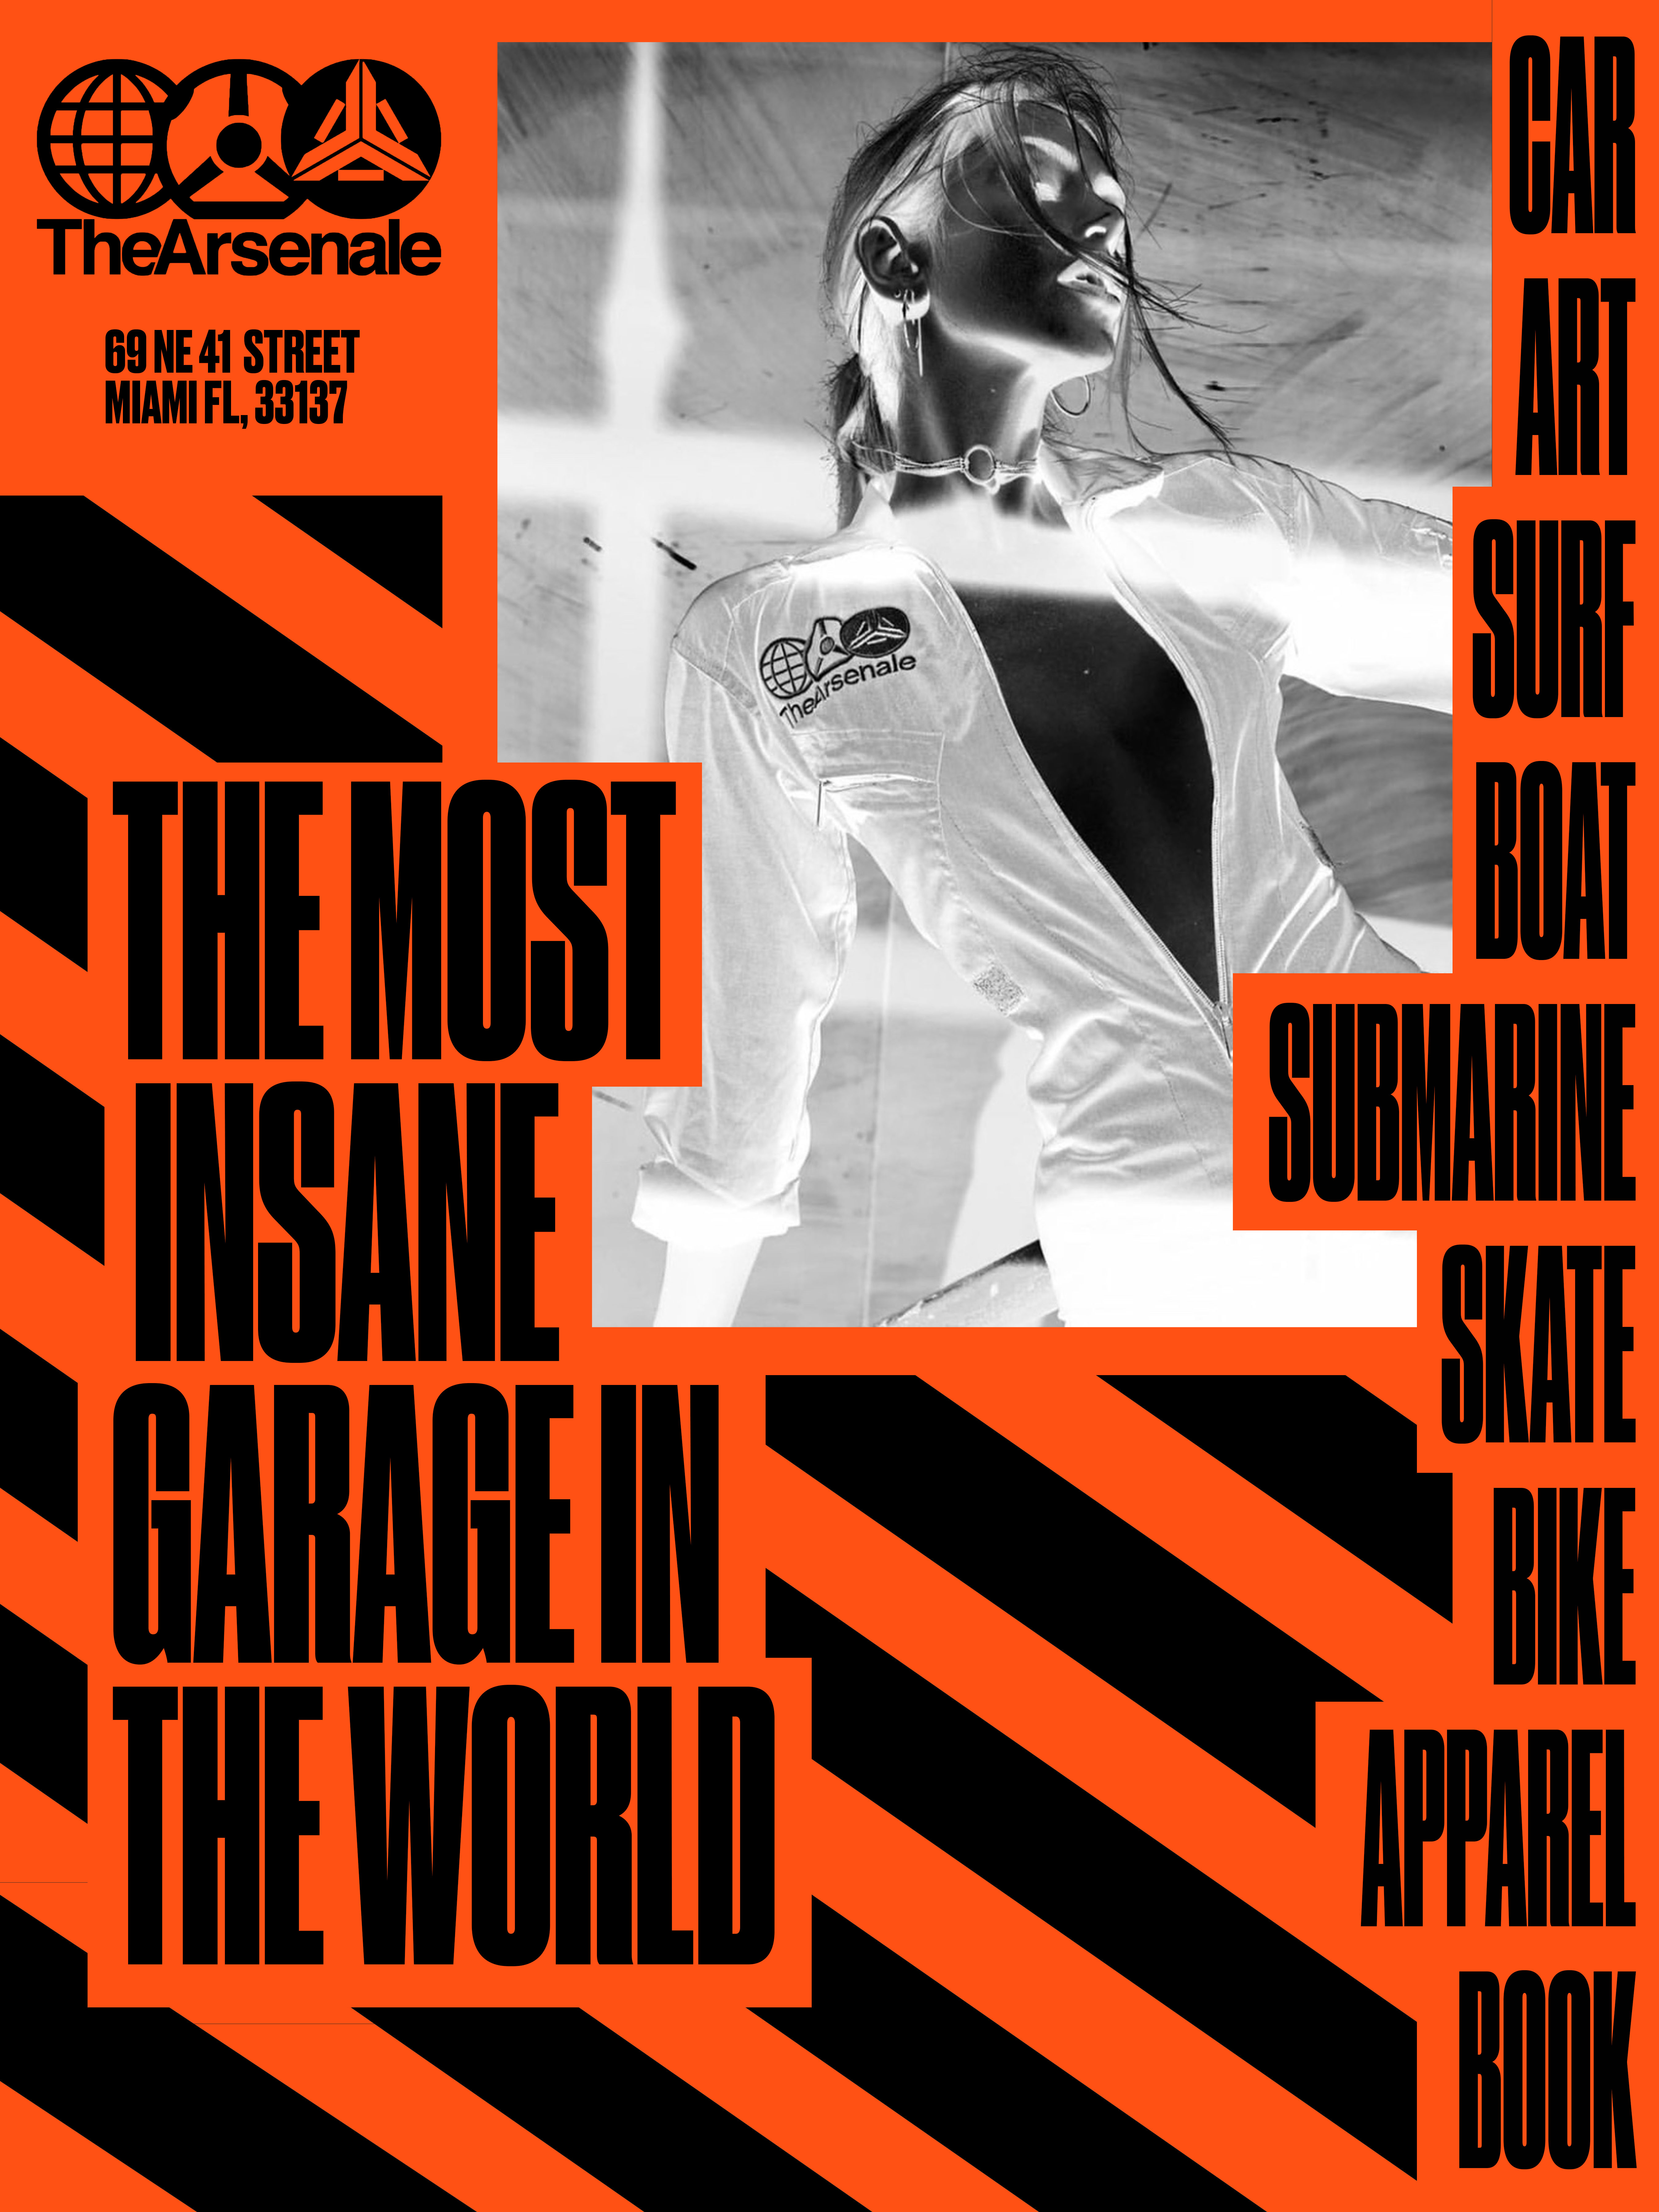 TheArsenale
69 NE 41 STREET
MIAMI FL, 33137
TheArsenale
THE MOST
INSANE
GARAGE IN
THE WORLD
CAR
ART
SURF
BOAT
SUBMARINE
SKATE
BIKE
APPAREL
BOOK